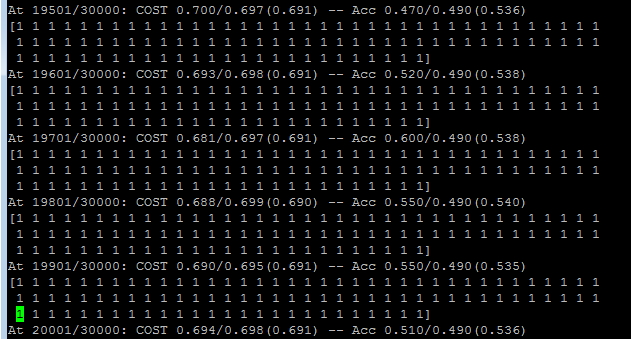 At 19501/30000: COST 0.700/0.697(0.691) -- Acc 0.470/0.490(0.536)
[1 1 1 1 1 1 1 1 1 1 1 1 1 1 1 1 1 1 1 1 1 1 1 1 1 1 1 1 1 1 1 1 1 1 1 1 1
1 1 1 1 1 1 1 1 1 1 1 1 1 1 1 1 1 1 1 1 1 1 1 1 1 1 1 1 1 1 1 1 1 1 1 1 1
1 1 1 1 1 1 1 1 1 1 1 1 1 1 1 1 1 1 1 1 1 1 1 1 1 1]
At 19601/30000: COST 0.693/0.698(0.691) -- Acc 0.520/0.490(0.538)
[1 1 1 1 1 1 1 1 1 1 1 1 1 1 1 1 1 1 1 1 1 1 1 1 1 1 1 1 1 1 1 1 1 1 1 1 1
1 1 1 1 1 1 1 1 1 1 1 1 1 1 1 1 1 1 1 1 1 1 1 1 1 1 1 1 1 1 1 1 1 1 1 1 1
1 1 1 1 1 1 1 1 1 1 1 1 1 1 1 1 1 1 1 1 1 1 1 1 1 1]
At 19701/30000: COST 0.681/0.697(0.691) -- Acc 0.600/0.490(0.538)
[1 1 1 1 1 1 1 1 1 1 1 1 1 1 1 1 1 1 1 1 1 1 1 1 1 1 1 1 1 1 1 1 1 1 1 1 1
1 1 1 1 1 1 1 1 1 1 1 1 1 1 1 1 1 1 1 1 1 1 1 1 1 1 1 1 1 1 1 1 1 1 1 1 1
1 1 1 1 1 1 1 1 1 1 1 1 1 1 1 1 1 1 1 1 1 1 1 1 1 1]
At 19801/30000: COST 0.688/0.699(0.690) -- Acc 0.550/0.490(0.540)
[1 1 1 1 1 1 1 1 1 1 1 1 1 1 1 1 1 1 1 1 1 1 1 1 1 1 1 1 1 1 1 1 1 1 1 1 1
1 1 1 1 1 1 1 1 1 1 1 1 1 1 1 1 1 1 1 1 1 1 1 1 1 1 1 1 1 1 1 1 1 1 1 1 1
1 1 1 1 1 1 1 1 1 1 1 1 1 1 1 1 1 1 1 1 1 1 1 1 1 1]
At 19901/30000: COST 0.690/0.695(0.691) -- Acc 0.550/0.490(0.535)
[1 1 1 1 1 1 1 1 1 1 1 1 1 1 1 1 1 1 1 1 1 1 1 1 1 1 1 1 1 1 1 1 1 1 1 1 1
1 1 1 1 1 1 1 1 1 1 1 1 1 1 1 1 1 1 1 1 1 1 1 1 1 1 1 1 1 1 1 1 1 1 1 1 1
1 1 1 1 1 1 1 1 1 1 1 1 1 1 1 1 1 1 1 1 1 1 1 1 1 1]
At 20001/30000: COST 0.694/0.698(0.691) -- Acc 0.510/0.490(0.536)